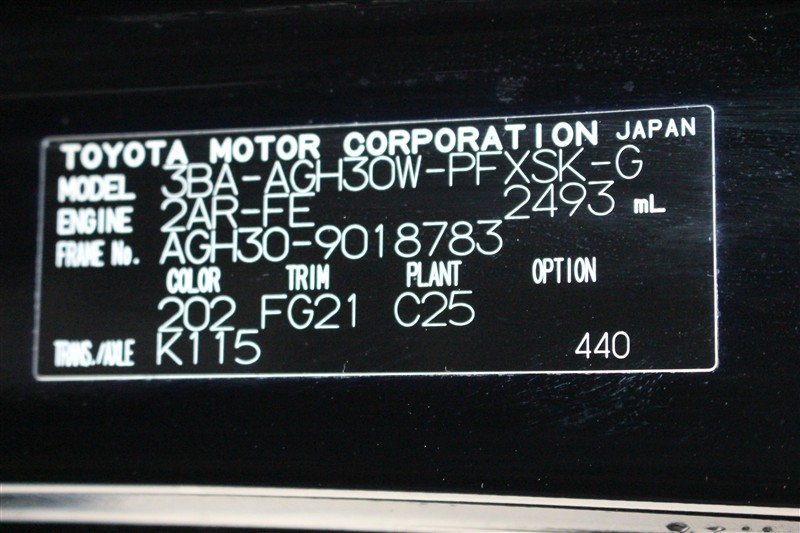 TOYOTA MOTOR CORPORATION JAPAN
MODEL 3BA-AGH30W-PFXSK-G
ENGINE 2AR-FE 2493 mL
FRAME No. AGH30-9018783
COLOR TRIM PLANT OPTION
202 FG21 C25
TRANS./AXLE K115 440